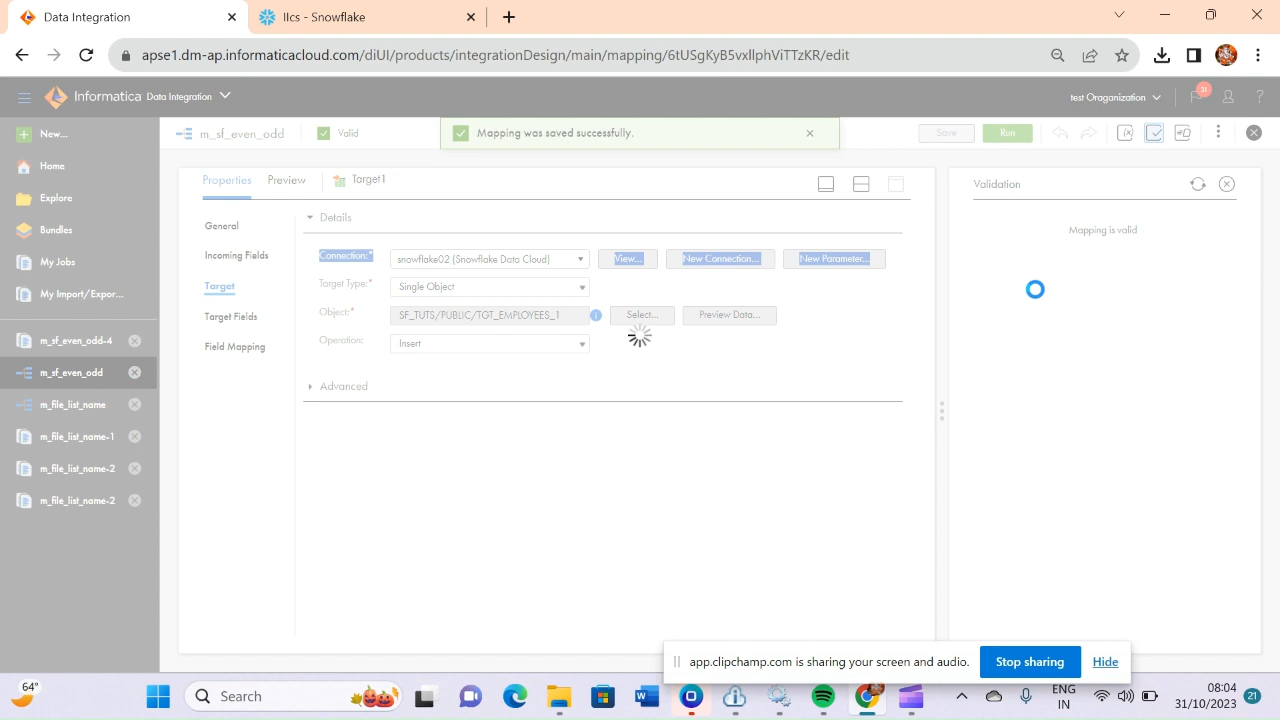 Data Integration
IIcs - Snowflake
apse1.dm-ap.informaticacloud.com/diUI/products/integrationDesign/main/mapping/6tUSgKyB5vxllphViTTzKR/edit
Informatica Data Integration
test Oraganization
31
?
New...
m_sf_even_odd
Valid
Mapping was saved successfully.
Save
Run
Home
Explore
Bundles
My Jobs
My Import/Expor...
m_sf_even_odd-4
m_sf_even_odd
m_file_list_name
m_file_list_name-1
m_file_list_name-2
m_file_list_name-2
Properties
Preview
Target1
General
Incoming Fields
Target
Target Fields
Field Mapping
Details
Connection:*
snowflake02 (Snowflake Data Cloud)
View...
New Connection...
New Parameter...
Target Type:*
Single Object
Object:*
SF_TUTS/PUBLIC/TGT_EMPLOYEES_1
Select...
Preview Data...
Operation:
Insert
Advanced
Validation
Mapping is valid
app.clipchamp.com is sharing your screen and audio.
Stop sharing
Hide
64°
Search
ENG
IN
08:04
31/10/2023
21